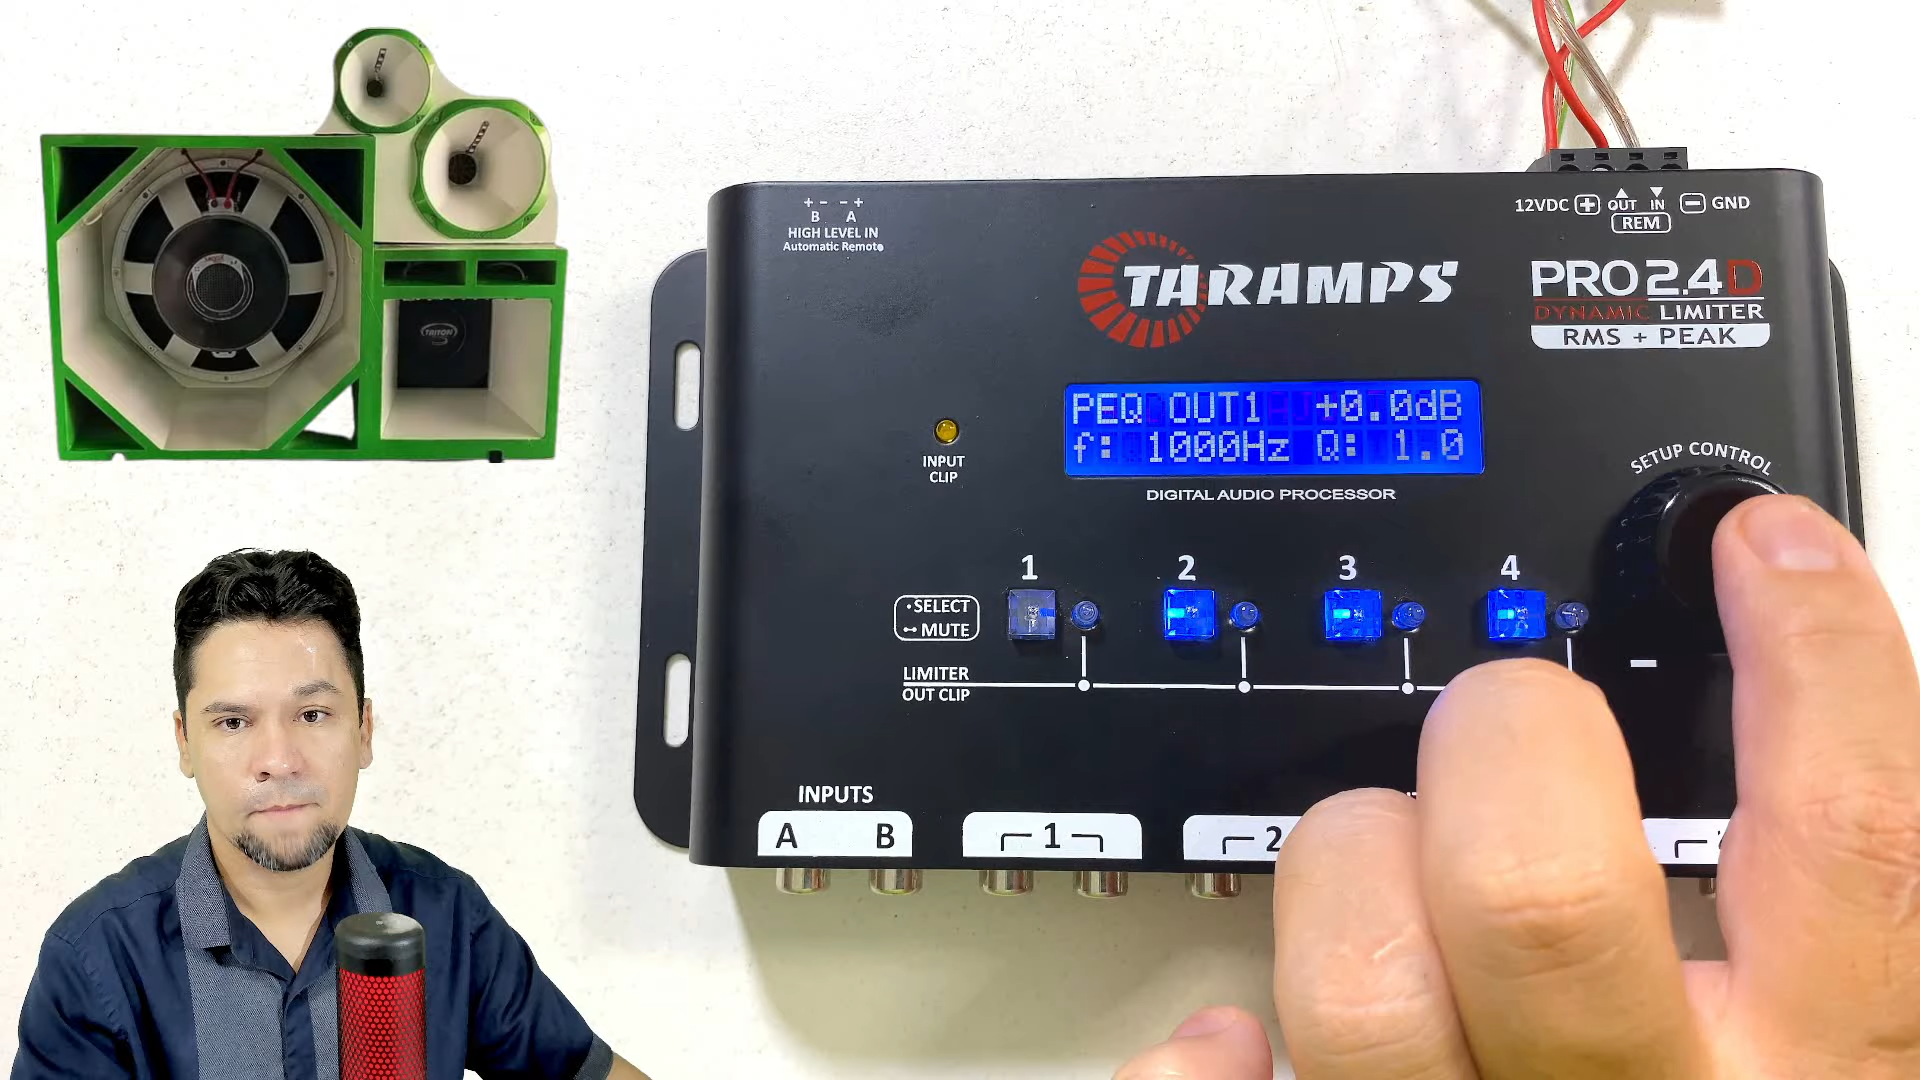 + - - +
B A
HIGH LEVEL IN
Automatic Remote
12VDC + OUT IN - GND
REM
TARAMPS
PRO 2.4D
DYNAMIC LIMITER
RMS + PEAK
PEQ OUT1 +0.0dB
f: 1000Hz Q: 1.0
DIGITAL AUDIO PROCESSOR
INPUT
CLIP
SETUP CONTROL
1 2 3 4
SELECT
MUTE
LIMITER
OUT CLIP
-
INPUTS
A B 1 2
TRITON